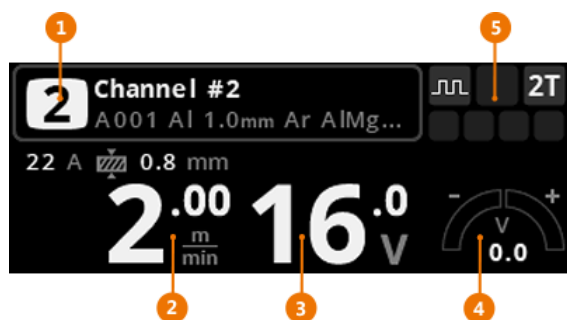 1
5
2 Channel #2
A001 Al 1.0mm Ar AlMg...
2T
22 A 0.8 mm
2.00 m/min
16.0 V
- +
V
0.0
2
3
4